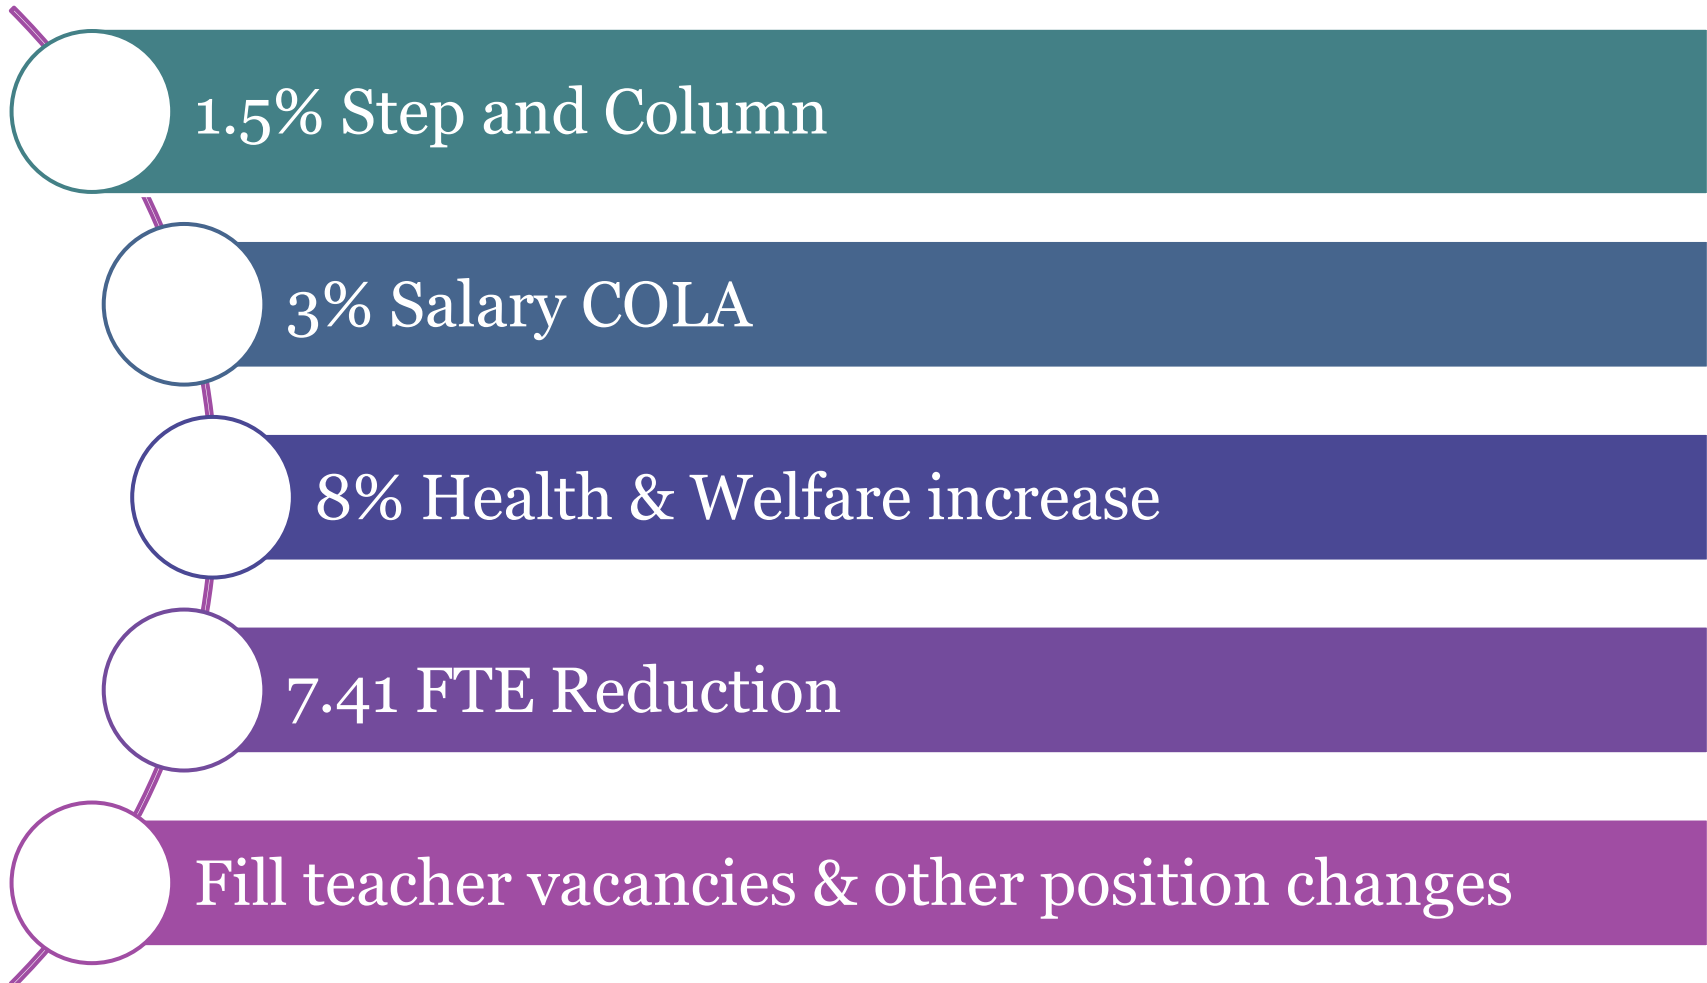 1.5% Step and Column
3% Salary COLA
8% Health & Welfare increase
7.41 FTE Reduction
Fill teacher vacancies & other position changes